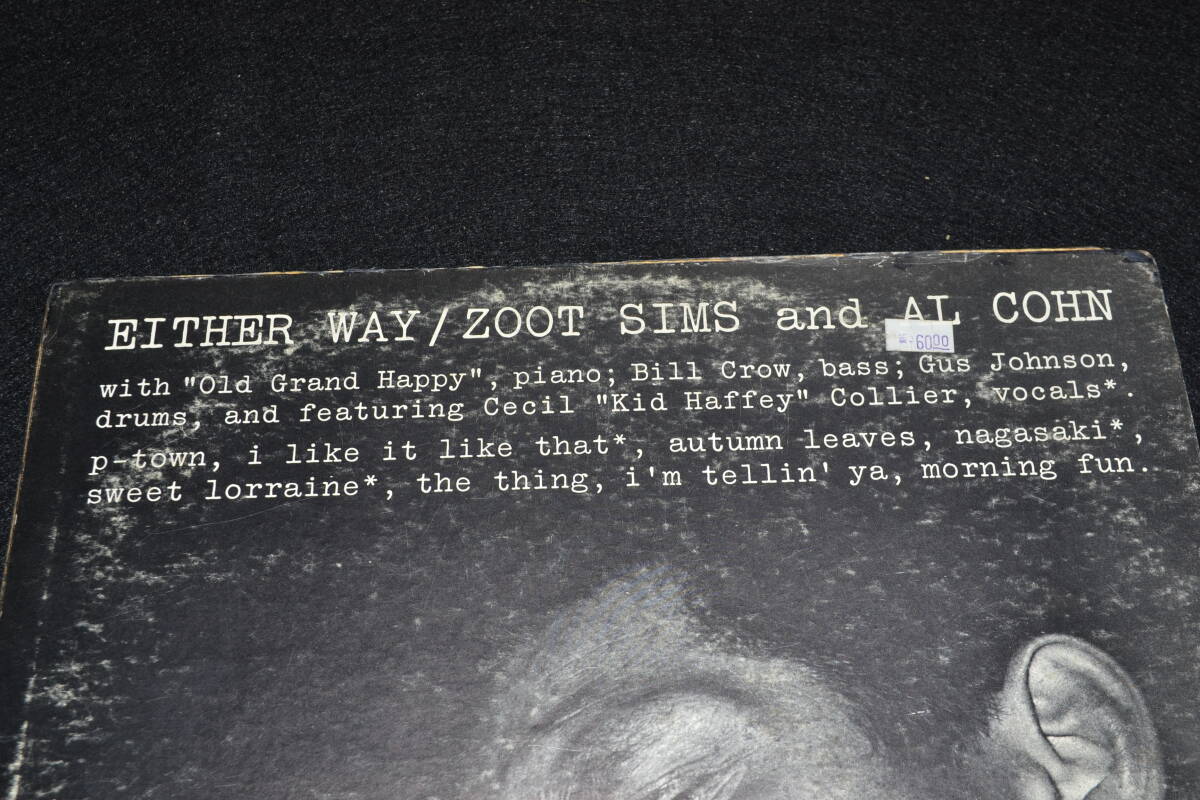 EITHER WAY/ZOOT SIMS and AL COHN
6000
with "Old Grand Happy", piano; Bill Crow, bass; Gus Johnson,
drums, and featuring Cecil "Kid Haffey" Collier, vocals*.
p-town, i like it like that*, autumn leaves, nagasaki*,
sweet lorraine*, the thing, i'm tellin' ya, morning fun.